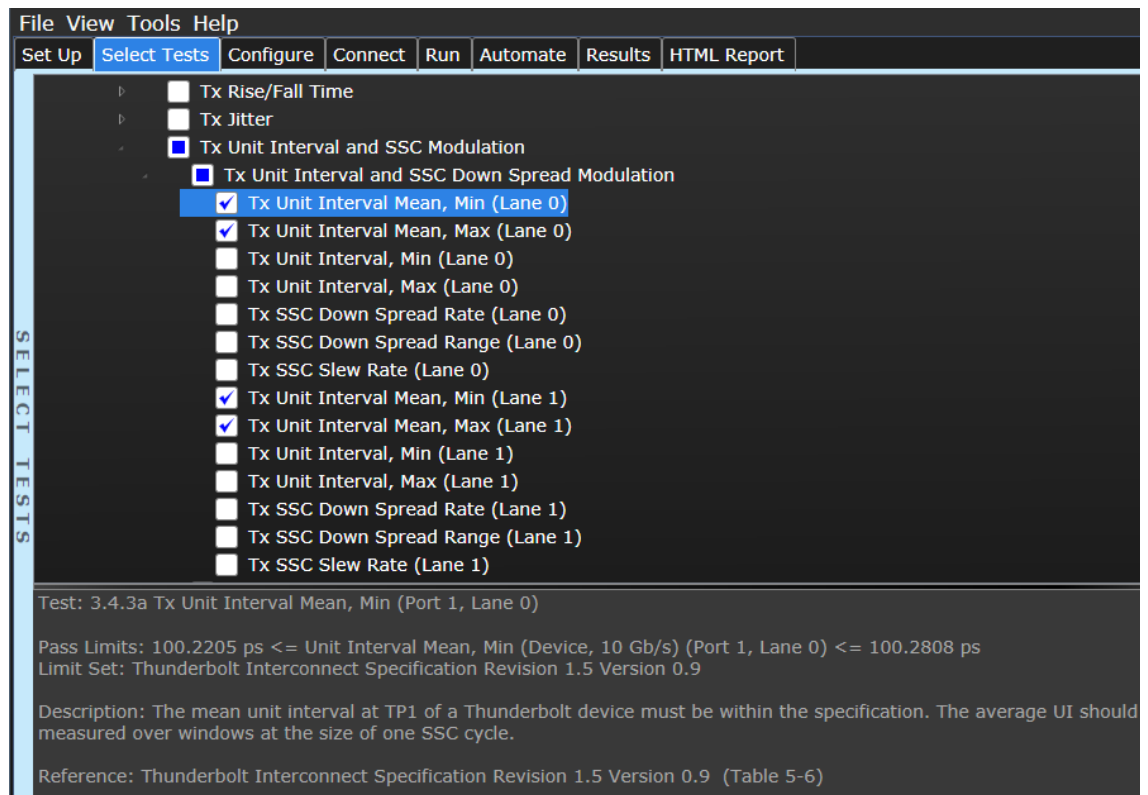 File View Tools Help
Set Up Select Tests Configure Connect Run Automate Results HTML Report
Tx Rise/Fall Time
Tx Jitter
Tx Unit Interval and SSC Modulation
Tx Unit Interval and SSC Down Spread Modulation
Tx Unit Interval Mean, Min (Lane 0)
Tx Unit Interval Mean, Max (Lane 0)
Tx Unit Interval, Min (Lane 0)
Tx Unit Interval, Max (Lane 0)
Tx SSC Down Spread Rate (Lane 0)
Tx SSC Down Spread Range (Lane 0)
Tx SSC Slew Rate (Lane 0)
Tx Unit Interval Mean, Min (Lane 1)
Tx Unit Interval Mean, Max (Lane 1)
Tx Unit Interval, Min (Lane 1)
Tx Unit Interval, Max (Lane 1)
Tx SSC Down Spread Rate (Lane 1)
Tx SSC Down Spread Range (Lane 1)
Tx SSC Slew Rate (Lane 1)
SELECT TESTS
Test: 3.4.3a Tx Unit Interval Mean, Min (Port 1, Lane 0)
Pass Limits: 100.2205 ps <= Unit Interval Mean, Min (Device, 10 Gb/s) (Port 1, Lane 0) <= 100.2808 ps
Limit Set: Thunderbolt Interconnect Specification Revision 1.5 Version 0.9
Description: The mean unit interval at TP1 of a Thunderbolt device must be within the specification. The average UI should
measured over windows at the size of one SSC cycle.
Reference: Thunderbolt Interconnect Specification Revision 1.5 Version 0.9 (Table 5-6)